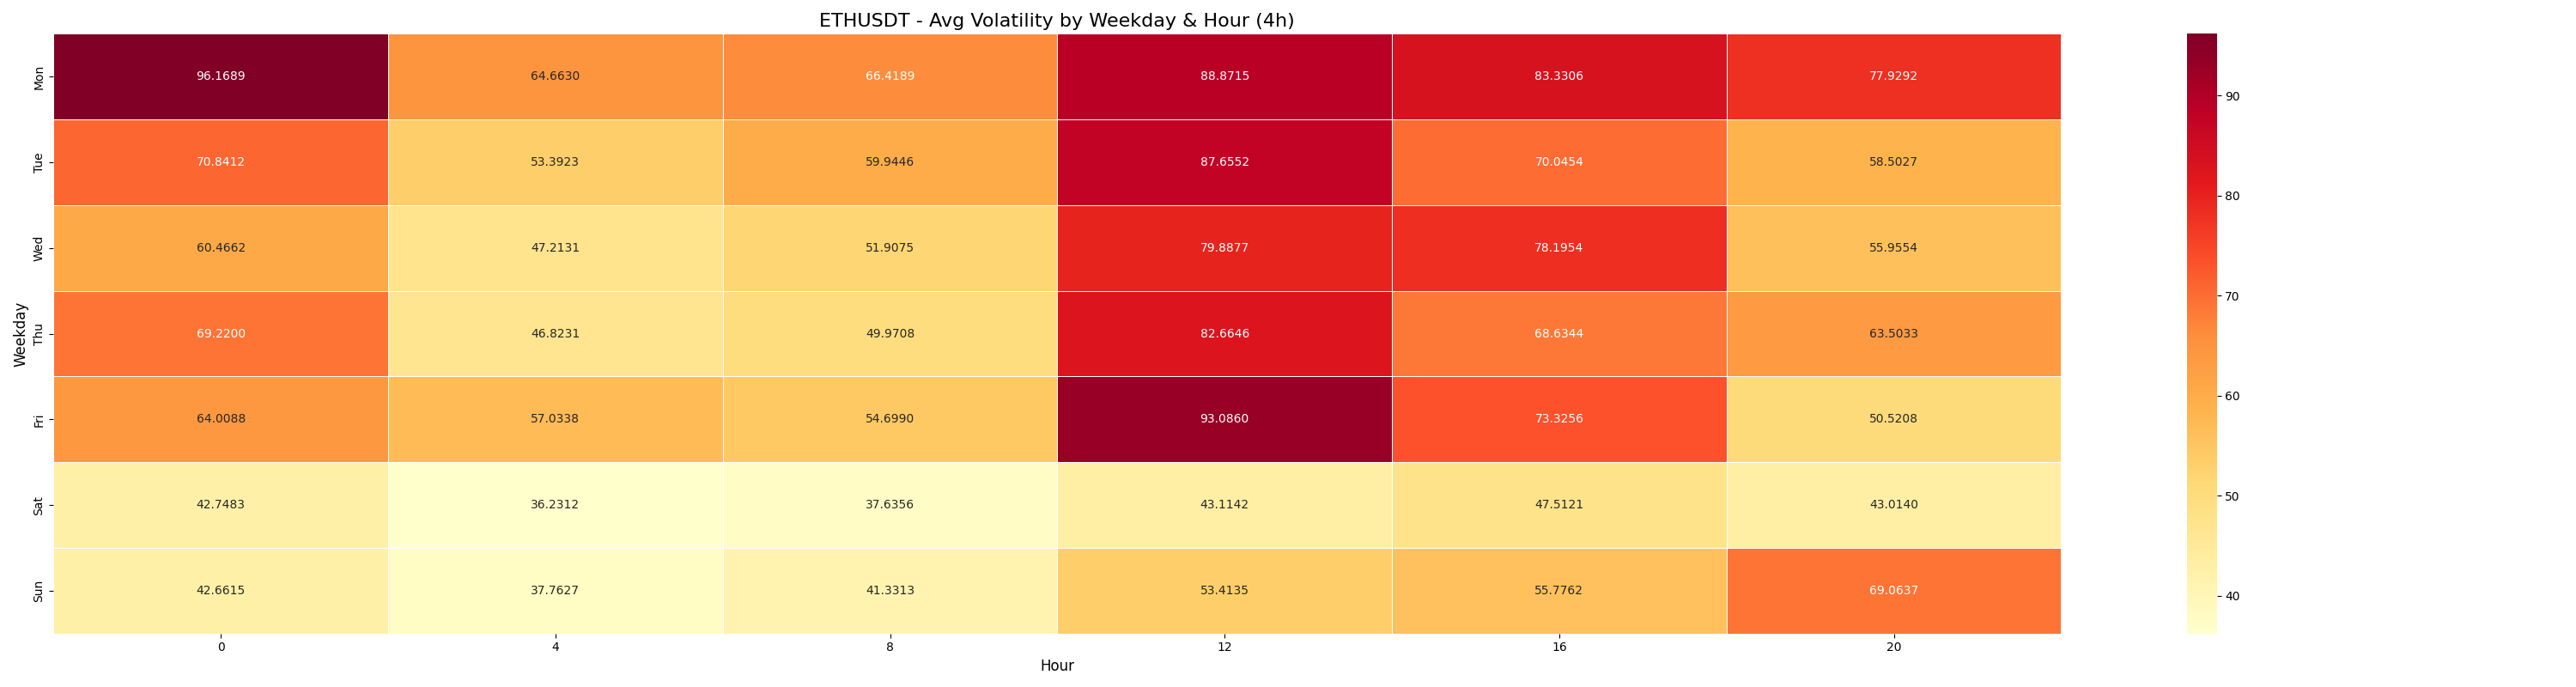 ETHUSDT - Avg Volatility by Weekday & Hour (4h)
Weekday
Mon 96.1689 64.6630 66.4189 88.8715 83.3306 77.9292
Tue 70.8412 53.3923 59.9446 87.6552 70.0454 58.5027
Wed 60.4662 47.2131 51.9075 79.8877 78.1954 55.9554
Thu 69.2200 46.8231 49.9708 82.6646 68.6344 63.5033
Fri 64.0088 57.0338 54.6990 93.0860 73.3256 50.5208
Sat 42.7483 36.2312 37.6356 43.1142 47.5121 43.0140
Sun 42.6615 37.7627 41.3313 53.4135 55.7762 69.0637
0 4 8 12 16 20
Hour
90
80
70
60
50
40